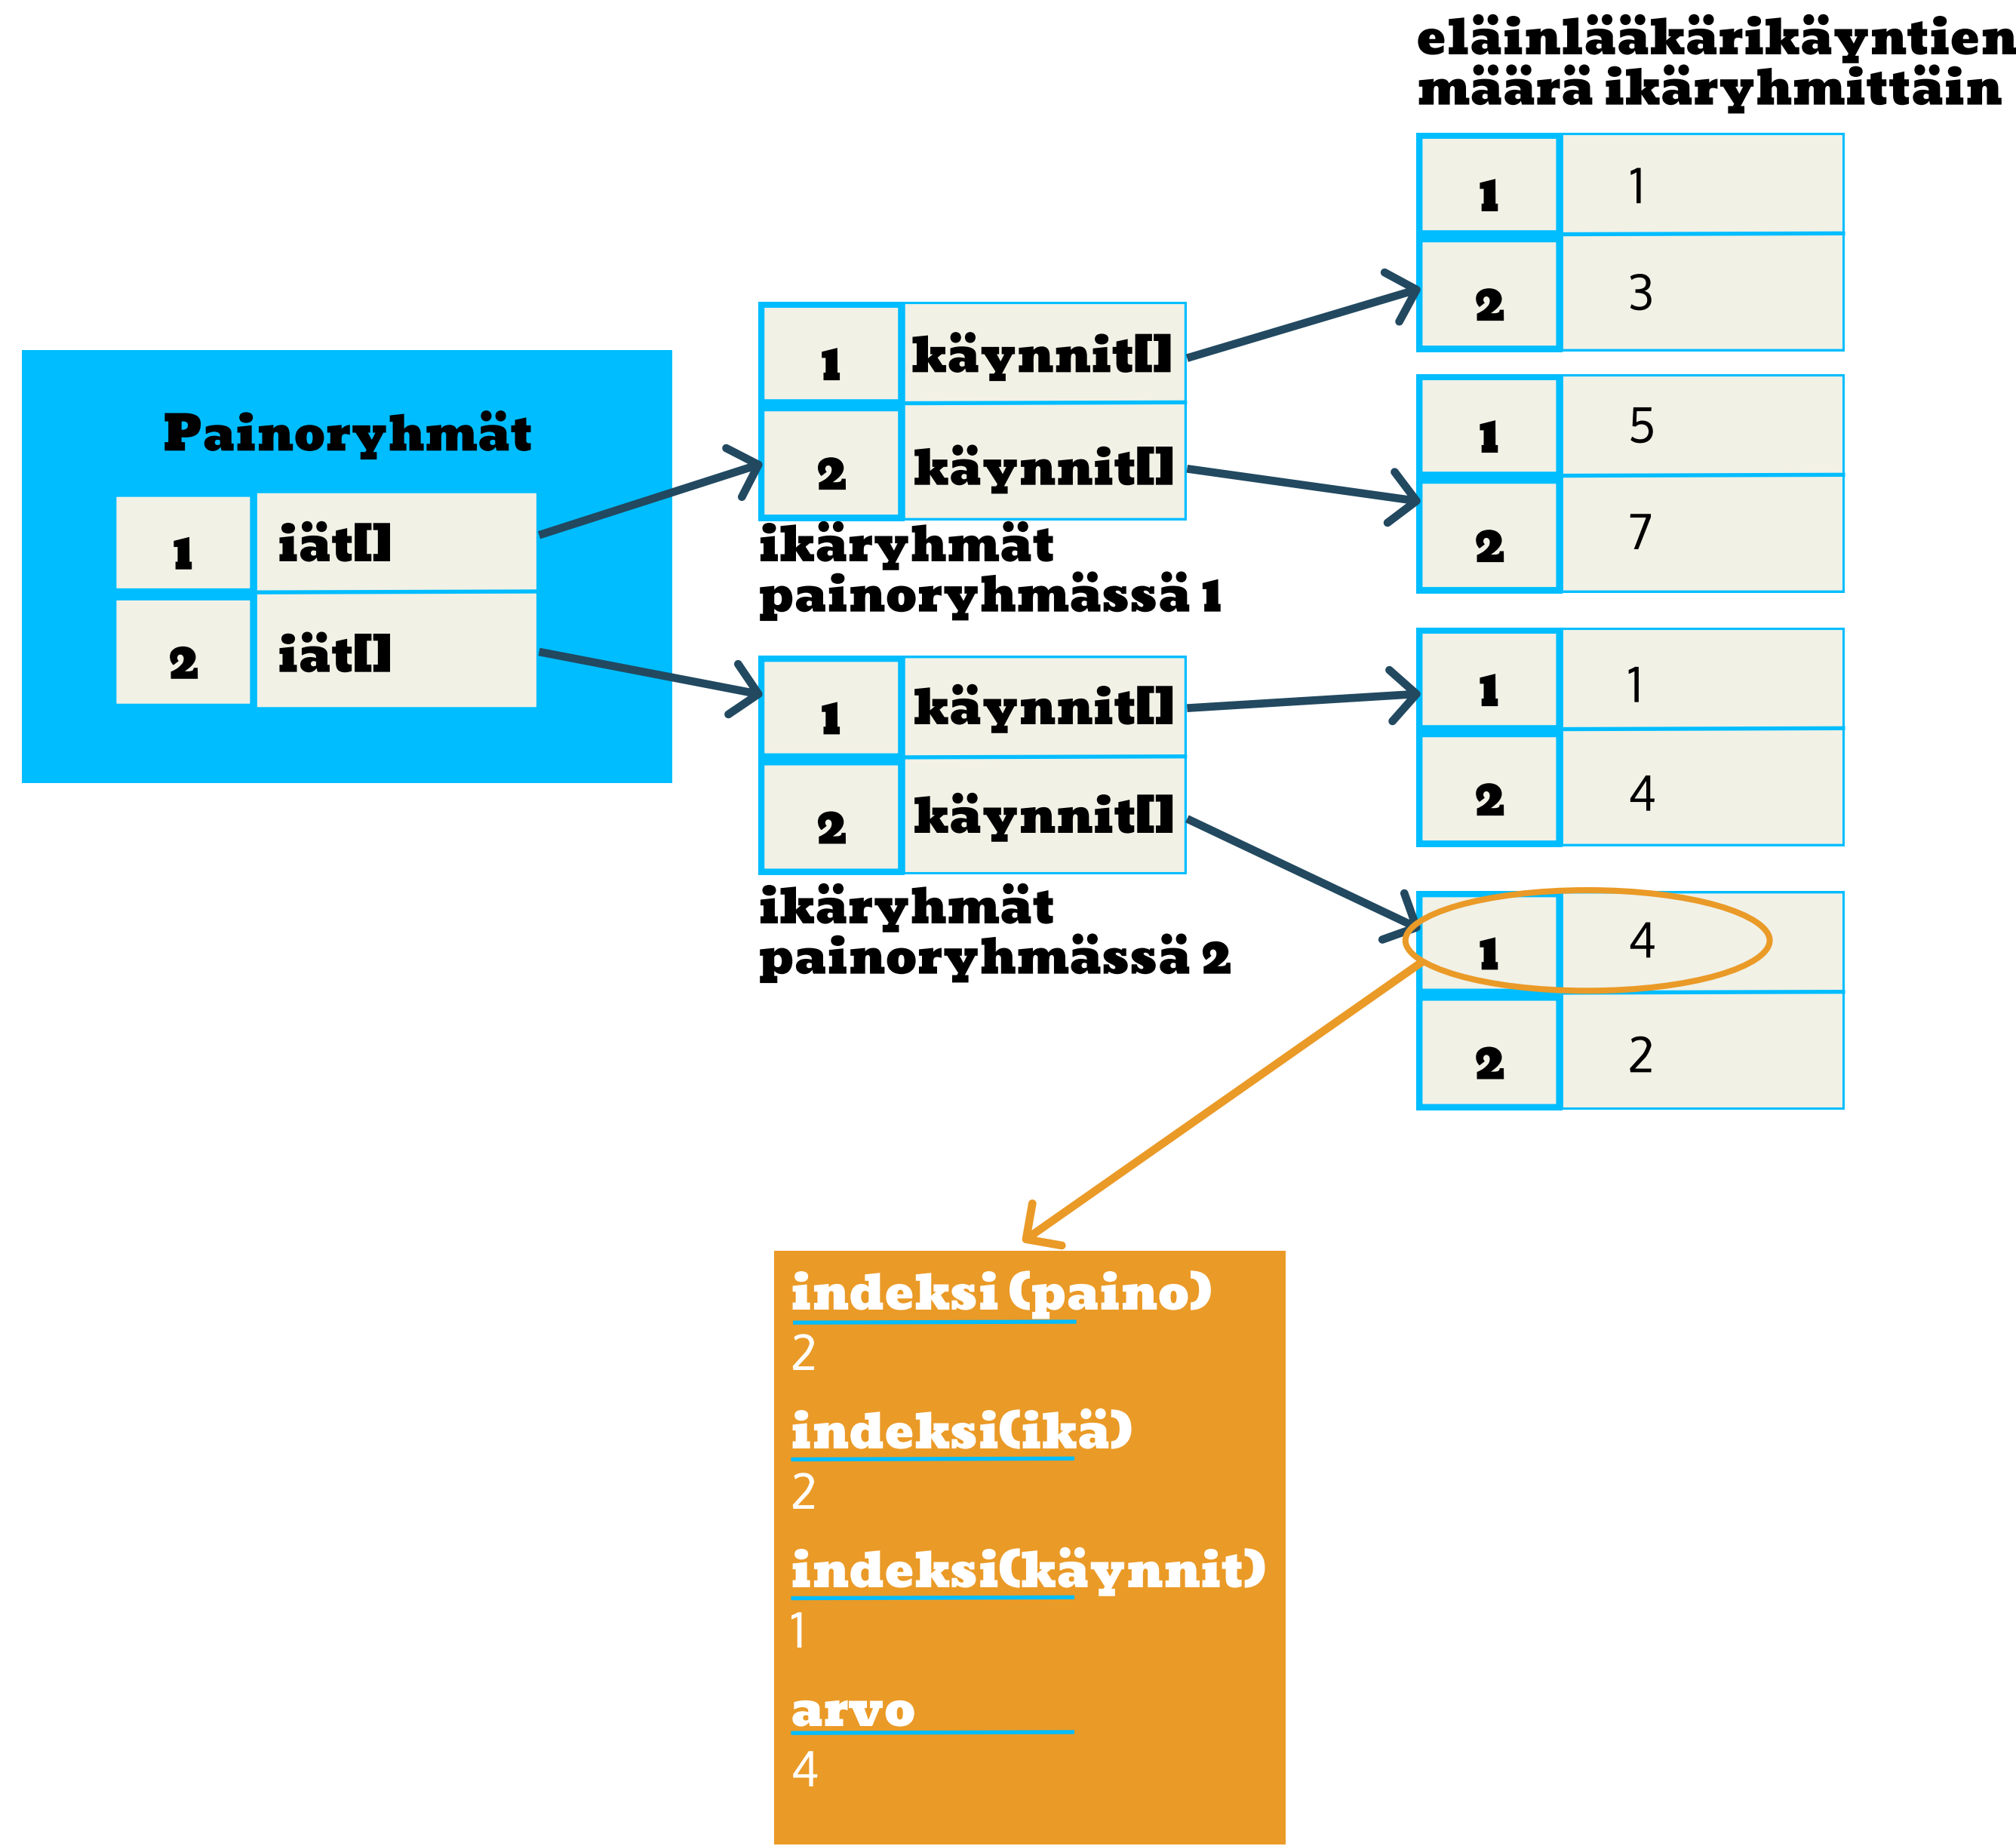 eläinlääkärikäyntien
määrä ikäryhmittäin
1 1
2 3
1 5
2 7
1 1
2 4
1 4
2 2
1 käynnit[]
2 käynnit[]
ikäryhmät
painoryhmässä 1
1 käynnit[]
2 käynnit[]
ikäryhmät
painoryhmässä 2
Painoryhmät
1 iät[]
2 iät[]
indeksi (paino)
2
indeksi(ikä)
2
indeksi(käynnit)
1
arvo
4